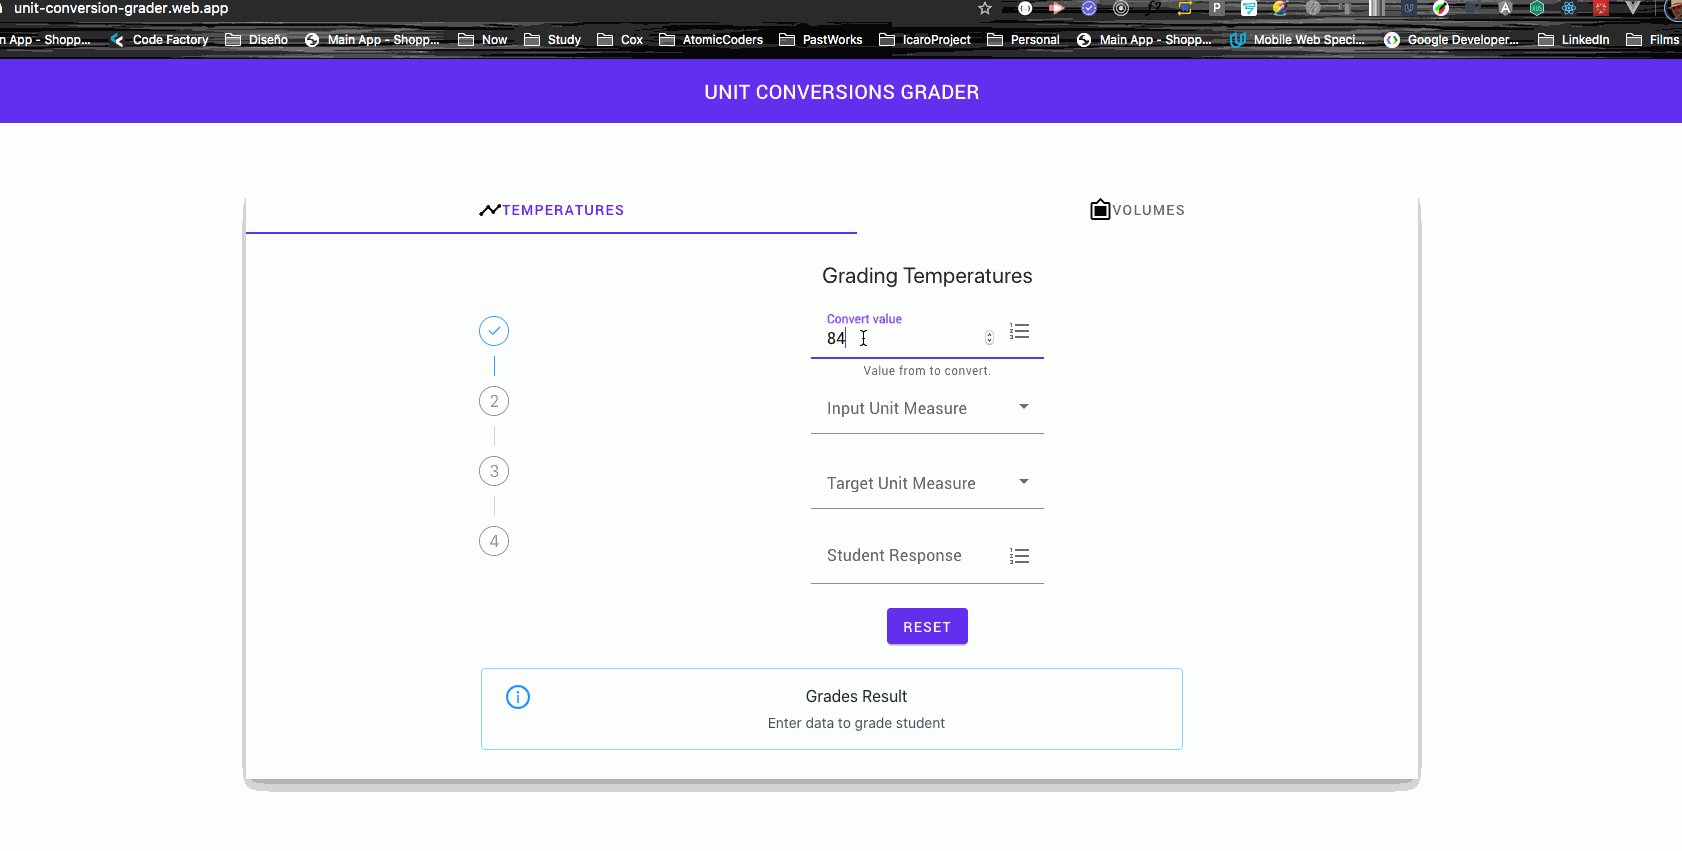 unit-conversion-grader.web.app
n App - Shopp... Code Factory Diseño Main App - Shopp... Now Study Cox AtomicCoders PastWorks IcaroProject Personal Main App - Shopp... Mobile Web Speci... Google Developer... LinkedIn Films
UNIT CONVERSIONS GRADER
TEMPERATURES VOLUMES
Grading Temperatures
Convert value
84
Value from to convert.
2 Input Unit Measure
3 Target Unit Measure
4 Student Response
RESET
Grades Result
Enter data to grade student